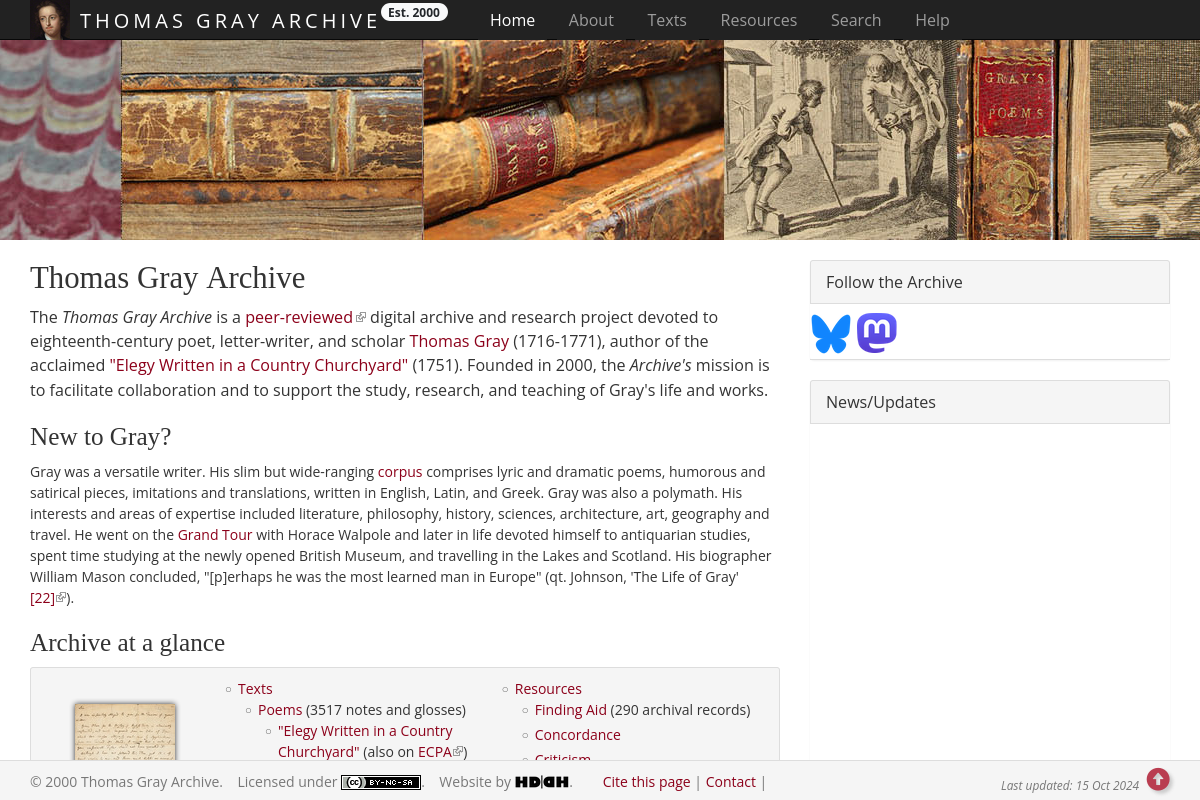 THOMAS GRAY ARCHIVE Est. 2000 Home About Texts Resources Search Help
GRAY'S
POEMS
GRAY'S
POEMS
Thomas Gray Archive
The Thomas Gray Archive is a peer-reviewed digital archive and research project devoted to
eighteenth-century poet, letter-writer, and scholar Thomas Gray (1716-1771), author of the
acclaimed "Elegy Written in a Country Churchyard" (1751). Founded in 2000, the Archive's mission is
to facilitate collaboration and to support the study, research, and teaching of Gray's life and works.
New to Gray?
Gray was a versatile writer. His slim but wide-ranging corpus comprises lyric and dramatic poems, humorous and
satirical pieces, imitations and translations, written in English, Latin, and Greek. Gray was also a polymath. His
interests and areas of expertise included literature, philosophy, history, sciences, architecture, art, geography and
travel. He went on the Grand Tour with Horace Walpole and later in life devoted himself to antiquarian studies,
spent time studying at the newly opened British Museum, and travelling in the Lakes and Scotland. His biographer
William Mason concluded, "[p]erhaps he was the most learned man in Europe" (qt. Johnson, 'The Life of Gray'
[22]).
Archive at a glance
Texts
Poems (3517 notes and glosses)
"Elegy Written in a Country
Churchyard" (also on ECPA)
Resources
Finding Aid (290 archival records)
Concordance
Criticism
Follow the Archive
News/Updates
© 2000 Thomas Gray Archive. Licensed under (cc) BY-NC-SA. Website by HDCH. Cite this page | Contact |
Last updated: 15 Oct 2024